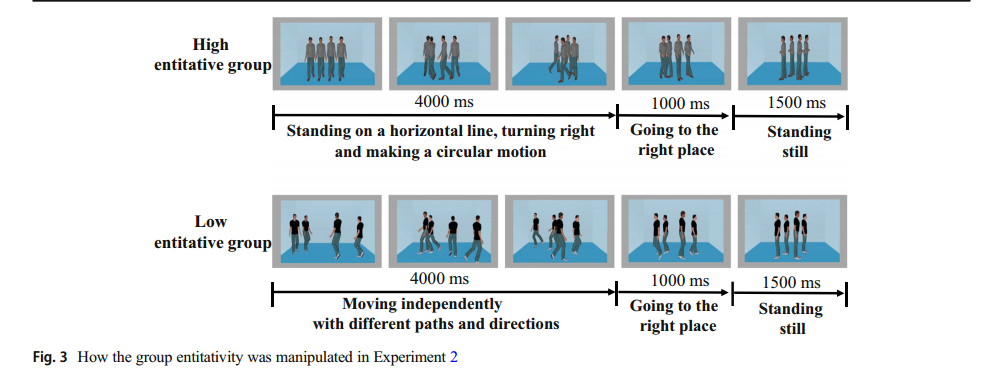 High
entitative group
4000 ms
1000 ms
1500 ms
Standing on a horizontal line, turning right
and making a circular motion
Going to the
right place
Standing
still
Low
entitative group
4000 ms
1000 ms
1500 ms
Moving independently
with different paths and directions
Going to the
right place
Standing
still
Fig. 3 How the group entitativity was manipulated in Experiment 2